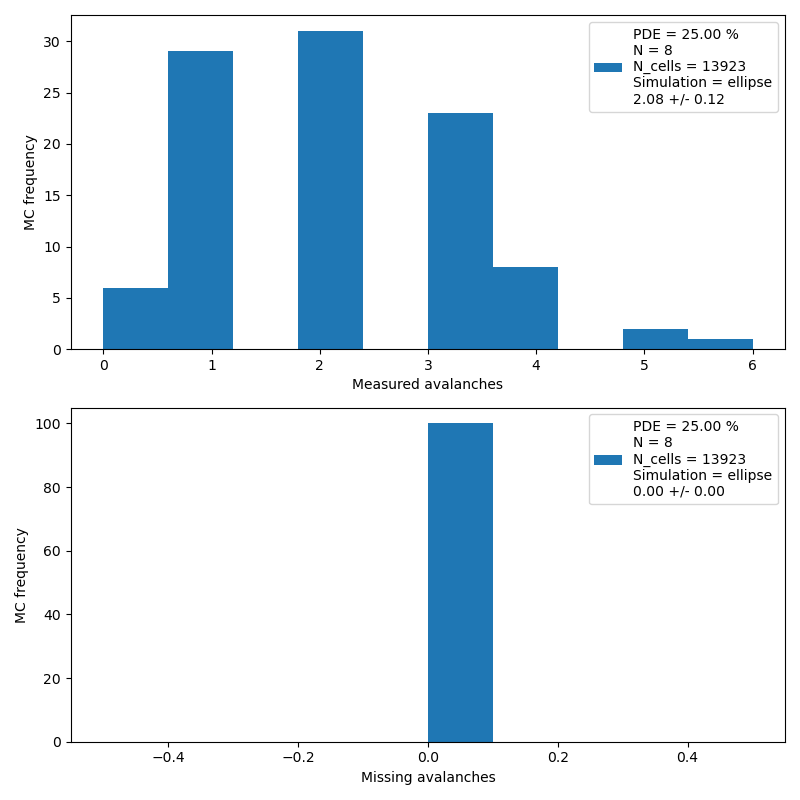 PDE = 25.00 %
N = 8
N_cells = 13923
Simulation = ellipse
2.08 +/- 0.12
MC frequency
30
25
20
15
10
5
0
0 1 2 3 4 5 6
Measured avalanches
PDE = 25.00 %
N = 8
N_cells = 13923
Simulation = ellipse
0.00 +/- 0.00
MC frequency
100
80
60
40
20
0
−0.4 −0.2 0.0 0.2 0.4
Missing avalanches